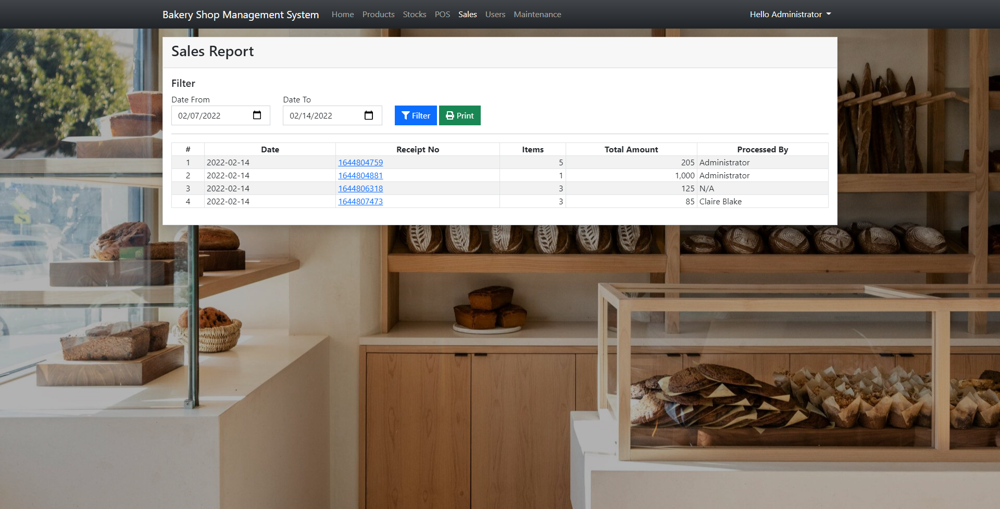 Bakery Shop Management System Home Products Stocks POS Sales Users Maintenance Hello Administrator
Sales Report
Filter
Date From Date To
02/07/2022 02/14/2022 Filter Print
# Date Receipt No Items Total Amount Processed By
1 2022-02-14 1644804759 5 205 Administrator
2 2022-02-14 1644804881 1 1,000 Administrator
3 2022-02-14 1644806318 3 125 N/A
4 2022-02-14 1644807473 3 85 Claire Blake